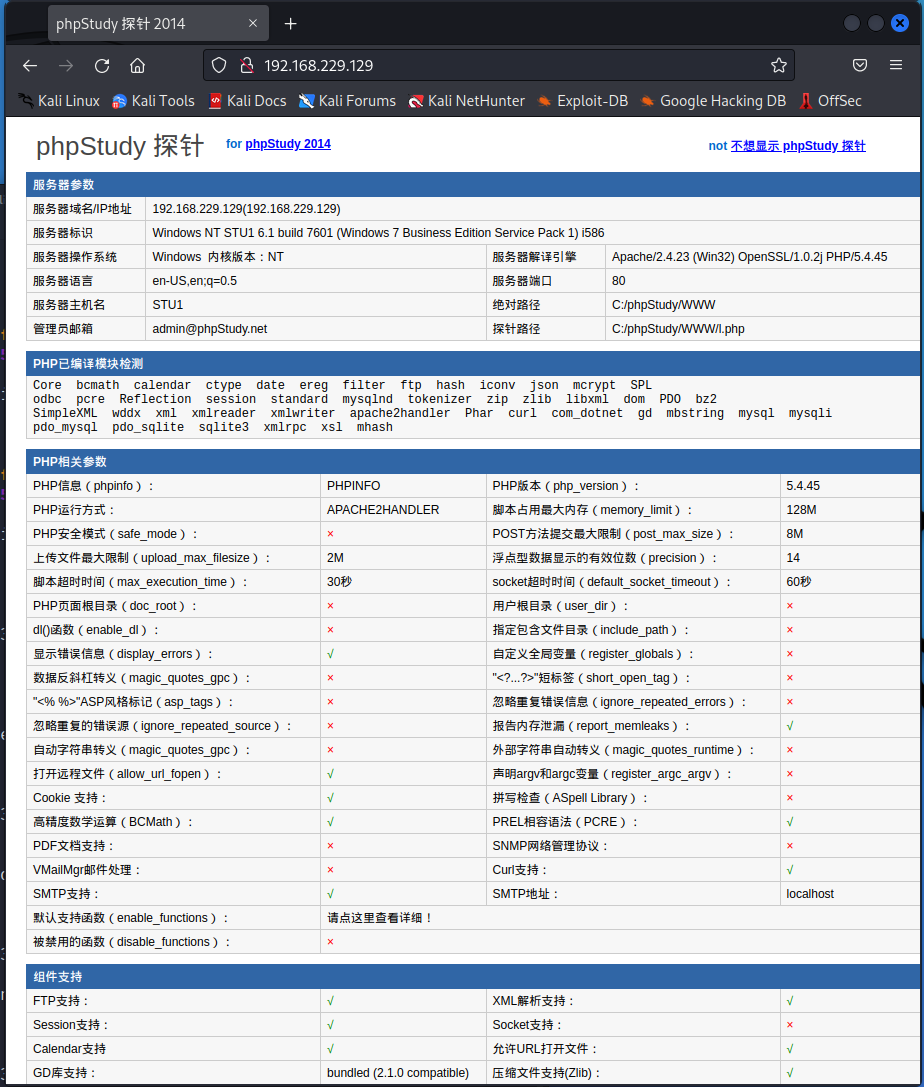 phpStudy 探针 2014
192.168.229.129
Kali Linux Kali Tools Kali Docs Kali Forums Kali NetHunter Exploit-DB Google Hacking DB OffSec
phpStudy 探针 for phpStudy 2014 not 不想显示 phpStudy 探针
服务器参数
服务器域名/IP地址 192.168.229.129(192.168.229.129)
服务器标识 Windows NT STU1 6.1 build 7601 (Windows 7 Business Edition Service Pack 1) i586
服务器操作系统 Windows 内核版本：NT 服务器解译引擎 Apache/2.4.23 (Win32) OpenSSL/1.0.2j PHP/5.4.45
服务器语言 en-US,en;q=0.5 服务器端口 80
服务器主机名 STU1 绝对路径 C:/phpStudy/WWW
管理员邮箱 admin@phpStudy.net 探针路径 C:/phpStudy/WWW/l.php
PHP已编译模块检测
Core bcmath calendar ctype date ereg filter ftp hash iconv json mcrypt SPL
odbc pcre Reflection session standard mysqlnd tokenizer zip zlib libxml dom PDO bz2
SimpleXML wddx xml xmlreader xmlwriter apache2handler Phar curl com_dotnet gd mbstring mysql mysqli
pdo_mysql pdo_sqlite sqlite3 xmlrpc xsl mhash
PHP相关参数
PHP信息（phpinfo）： PHPINFO PHP版本（php_version）： 5.4.45
PHP运行方式： APACHE2HANDLER 脚本占用最大内存（memory_limit）： 128M
PHP安全模式（safe_mode）： × POST方法提交最大限制（post_max_size）： 8M
上传文件最大限制（upload_max_filesize）： 2M 浮点型数据显示的有效位数（precision）： 14
脚本超时时间（max_execution_time）： 30秒 socket超时时间（default_socket_timeout）： 60秒
PHP页面根目录（doc_root）： × 用户根目录（user_dir）： ×
dl()函数（enable_dl）： × 指定包含文件目录（include_path）： ×
显示错误信息（display_errors）： √ 自定义全局变量（register_globals）： ×
数据反斜杠转义（magic_quotes_gpc）： × "<?...?>"短标签（short_open_tag）： ×
"<% %>"ASP风格标记（asp_tags）： × 忽略重复错误信息（ignore_repeated_errors）： ×
忽略重复的错误源（ignore_repeated_source）： × 报告内存泄漏（report_memleaks）： √
自动字符串转义（magic_quotes_gpc）： × 外部字符串自动转义（magic_quotes_runtime）： ×
打开远程文件（allow_url_fopen）： √ 声明argv和argc变量（register_argc_argv）： ×
Cookie 支持： √ 拼写检查（ASpell Library）： ×
高精度数学运算（BCMath）： √ PREL相容语法（PCRE）： √
PDF文档支持： × SNMP网络管理协议： ×
VMailMgr邮件处理： × Curl支持： √
SMTP支持： √ SMTP地址： localhost
默认支持函数（enable_functions）： 请点这里查看详细！
被禁用的函数（disable_functions）： ×
组件支持
FTP支持： √ XML解析支持： √
Session支持： √ Socket支持： ×
Calendar支持 √ 允许URL打开文件： √
GD库支持： bundled (2.1.0 compatible) 压缩文件支持(Zlib)： √